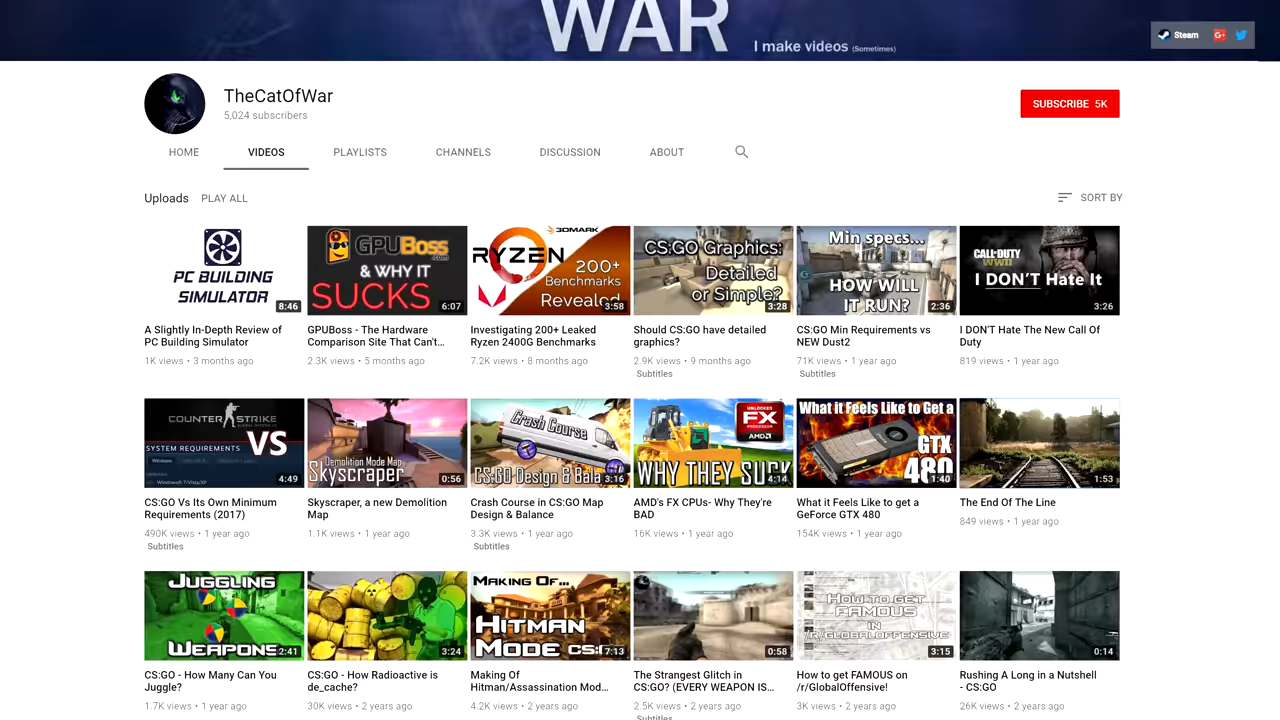 WAR
I make videos (Sometimes)
Steam
G+
TheCatOfWar
5,024 subscribers
SUBSCRIBE 5K
HOME VIDEOS PLAYLISTS CHANNELS DISCUSSION ABOUT
Uploads PLAY ALL SORT BY
PC BUILDING
SIMULATOR
8:46
GPUBoss
.com
& WHY IT
SUCKS
6:07
3DMARK
RYZEN
200+
Benchmarks
Revealed
3:58
CS:GO Graphics:
Detailed
or Simple?
3:28
Min specs...
HOW WILL
IT RUN?
2:36
CALL OF DUTY
WWII
I DON'T Hate It
3:26
A Slightly In-Depth Review of
PC Building Simulator
1K views • 3 months ago
GPUBoss - The Hardware
Comparison Site That Can't...
2.3K views • 5 months ago
Investigating 200+ Leaked
Ryzen 2400G Benchmarks
7.2K views • 8 months ago
Should CS:GO have detailed
graphics?
2.9K views • 9 months ago
Subtitles
CS:GO Min Requirements vs
NEW Dust2
71K views • 1 year ago
Subtitles
I DON'T Hate The New Call Of
Duty
819 views • 1 year ago
COUNTER STRIKE
SYSTEM REQUIREMENTS
VS
Windows
4:49
Demolition Mode Map
Skyscraper
0:56
Crash Course
CS:GO Design & Bala
3:16
UNLOCKED
FX
PROCESSOR
AMD
WHY THEY SUCK
4:14
What it Feels Like to Get a
GTX
480
1:40
1:53
CS:GO Vs Its Own Minimum
Requirements (2017)
490K views • 1 year ago
Subtitles
Skyscraper, a new Demolition
Map
1.1K views • 1 year ago
Crash Course in CS:GO Map
Design & Balance
3.3K views • 1 year ago
Subtitles
AMD's FX CPUs- Why They're
BAD
16K views • 1 year ago
What it Feels Like to get a
GeForce GTX 480
154K views • 1 year ago
The End Of The Line
849 views • 1 year ago
JUGGLING
WEAPONS
2:41
3:24
MAKING OF...
HITMAN
MODE CS:G
7:13
0:58
HOW TO GET
FAMOUS
IN
/R/GLOBALOFFENSIVE
3:15
0:14
CS:GO - How Many Can You
Juggle?
1.7K views • 1 year ago
CS:GO - How Radioactive is
de_cache?
30K views • 2 years ago
Making Of
Hitman/Assassination Mod...
4.2K views • 2 years ago
The Strangest Glitch in
CS:GO? (EVERY WEAPON IS...
2.5K views • 2 years ago
Subtitles
How to get FAMOUS on
/r/GlobalOffensive!
3K views • 2 years ago
Rushing A Long in a Nutshell
- CS:GO
26K views • 2 years ago